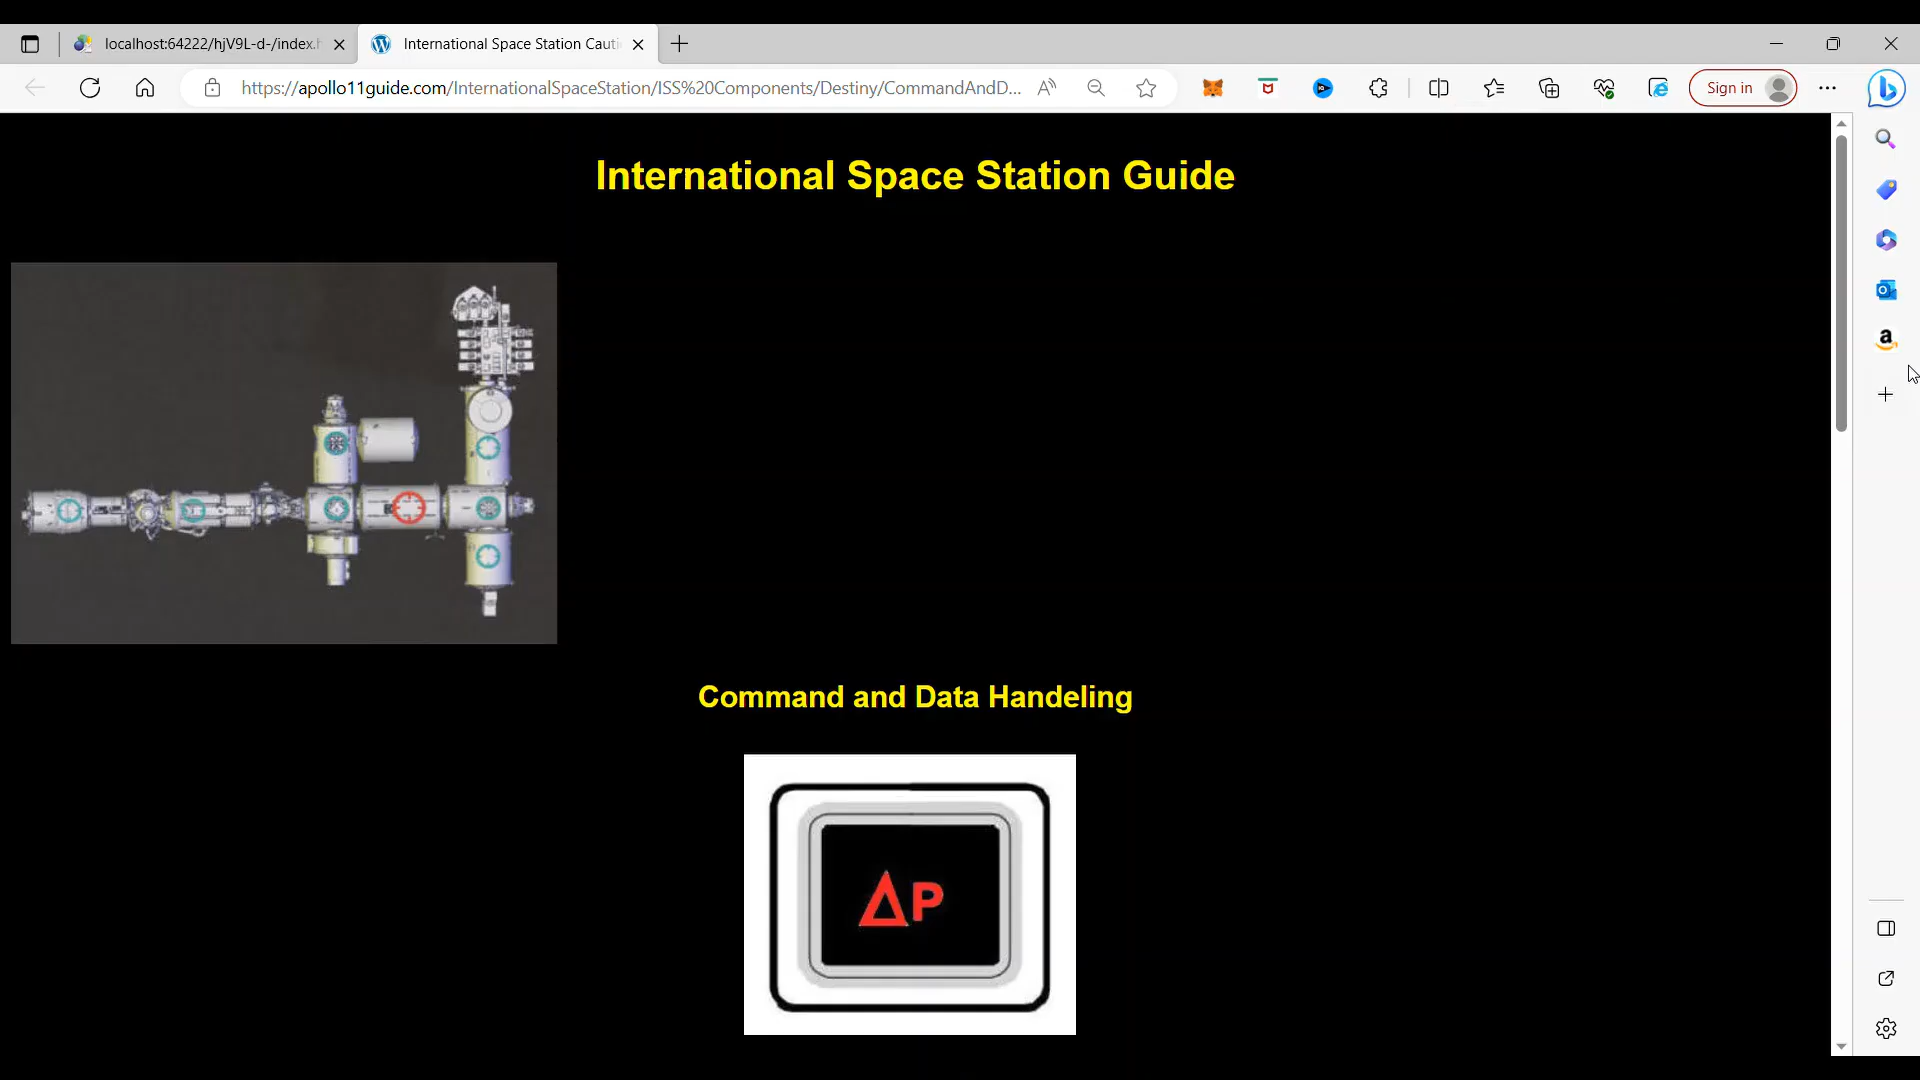 localhost:64222/hjV9L-d-/index.h
International Space Station Cauti
https://apollo11guide.com/InternationalSpaceStation/ISS%20Components/Destiny/CommandAndD...
Sign in
International Space Station Guide
Command and Data Handeling
ΔP